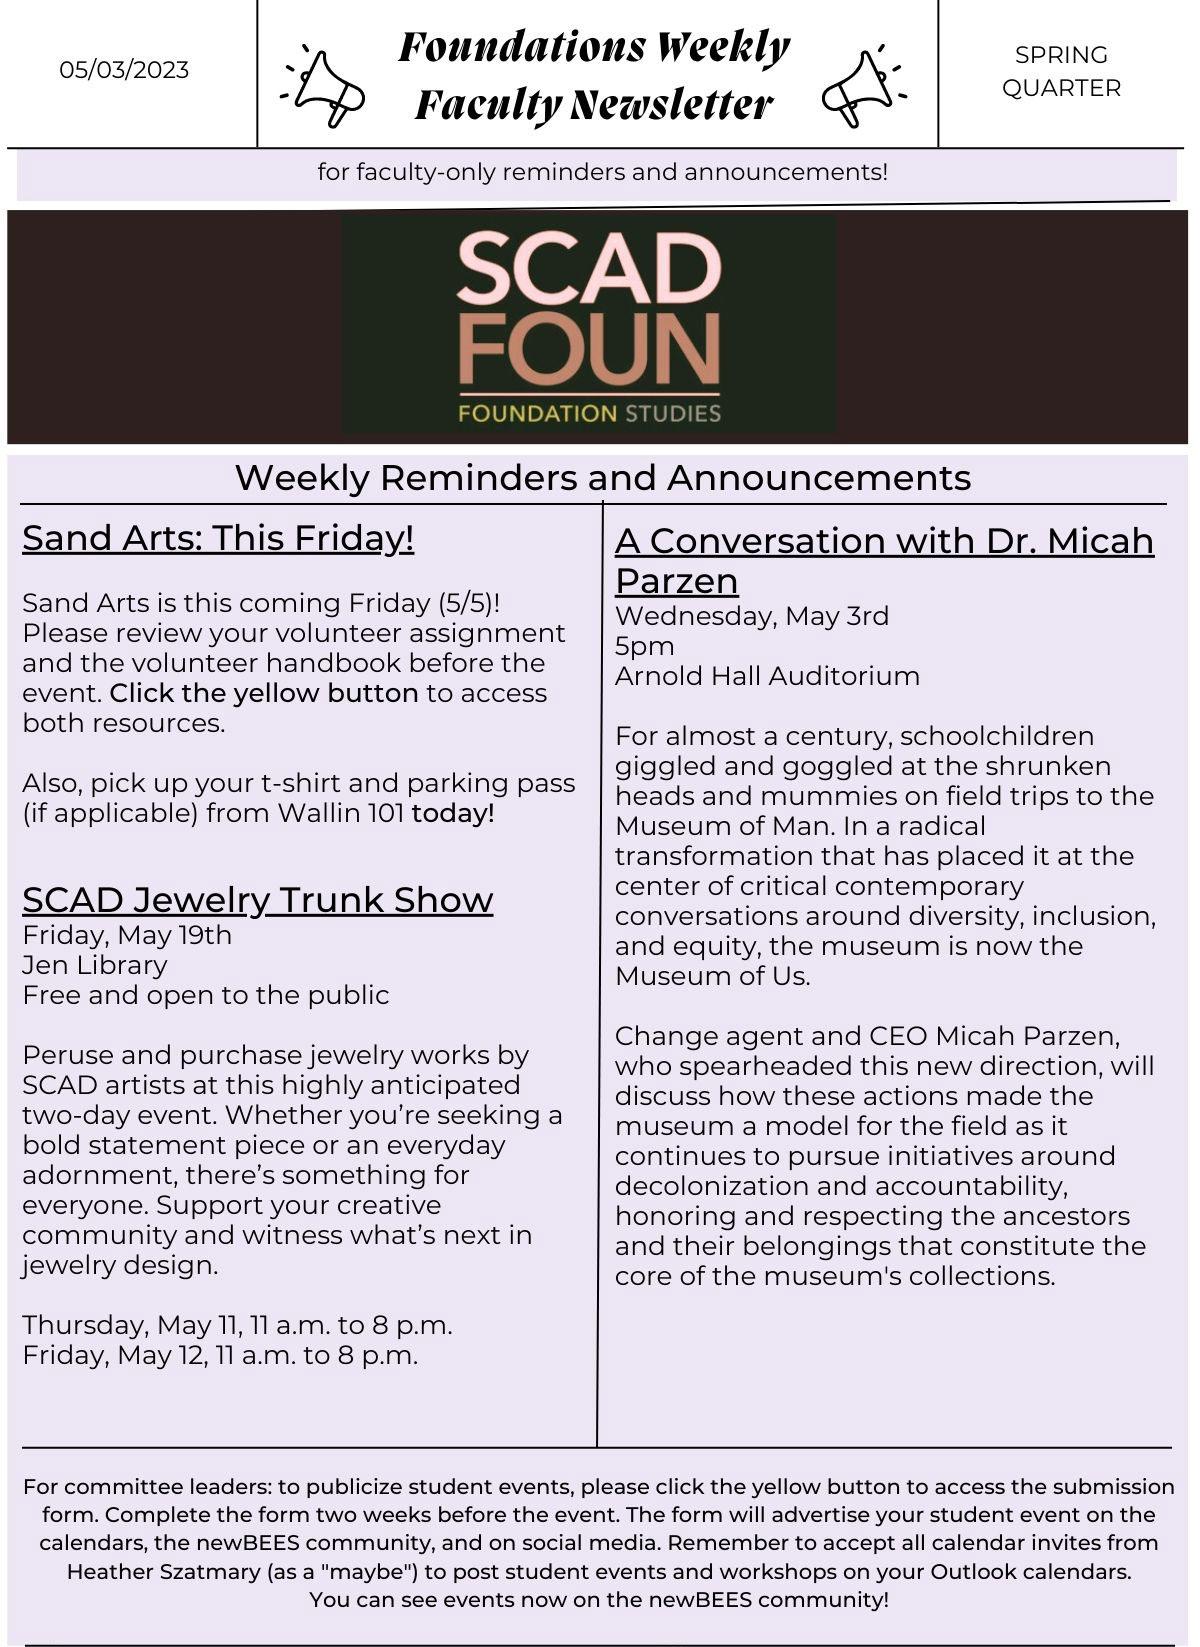 05/03/2023
Foundations Weekly
Faculty Newsletter
SPRING
QUARTER
for faculty-only reminders and announcements!
SCAD
FOUN
FOUNDATION STUDIES
Weekly Reminders and Announcements
Sand Arts: This Friday!
Sand Arts is this coming Friday (5/5)!
Please review your volunteer assignment
and the volunteer handbook before the
event. Click the yellow button to access
both resources.
Also, pick up your t-shirt and parking pass
(if applicable) from Wallin 101 today!
SCAD Jewelry Trunk Show
Friday, May 19th
Jen Library
Free and open to the public
Peruse and purchase jewelry works by
SCAD artists at this highly anticipated
two-day event. Whether you’re seeking a
bold statement piece or an everyday
adornment, there’s something for
everyone. Support your creative
community and witness what’s next in
jewelry design.
Thursday, May 11, 11 a.m. to 8 p.m.
Friday, May 12, 11 a.m. to 8 p.m.
A Conversation with Dr. Micah
Parzen
Wednesday, May 3rd
5pm
Arnold Hall Auditorium
For almost a century, schoolchildren
giggled and goggled at the shrunken
heads and mummies on field trips to the
Museum of Man. In a radical
transformation that has placed it at the
center of critical contemporary
conversations around diversity, inclusion,
and equity, the museum is now the
Museum of Us.
Change agent and CEO Micah Parzen,
who spearheaded this new direction, will
discuss how these actions made the
museum a model for the field as it
continues to pursue initiatives around
decolonization and accountability,
honoring and respecting the ancestors
and their belongings that constitute the
core of the museum's collections.
For committee leaders: to publicize student events, please click the yellow button to access the submission
form. Complete the form two weeks before the event. The form will advertise your student event on the
calendars, the newBEES community, and on social media. Remember to accept all calendar invites from
Heather Szatmary (as a "maybe") to post student events and workshops on your Outlook calendars.
You can see events now on the newBEES community!